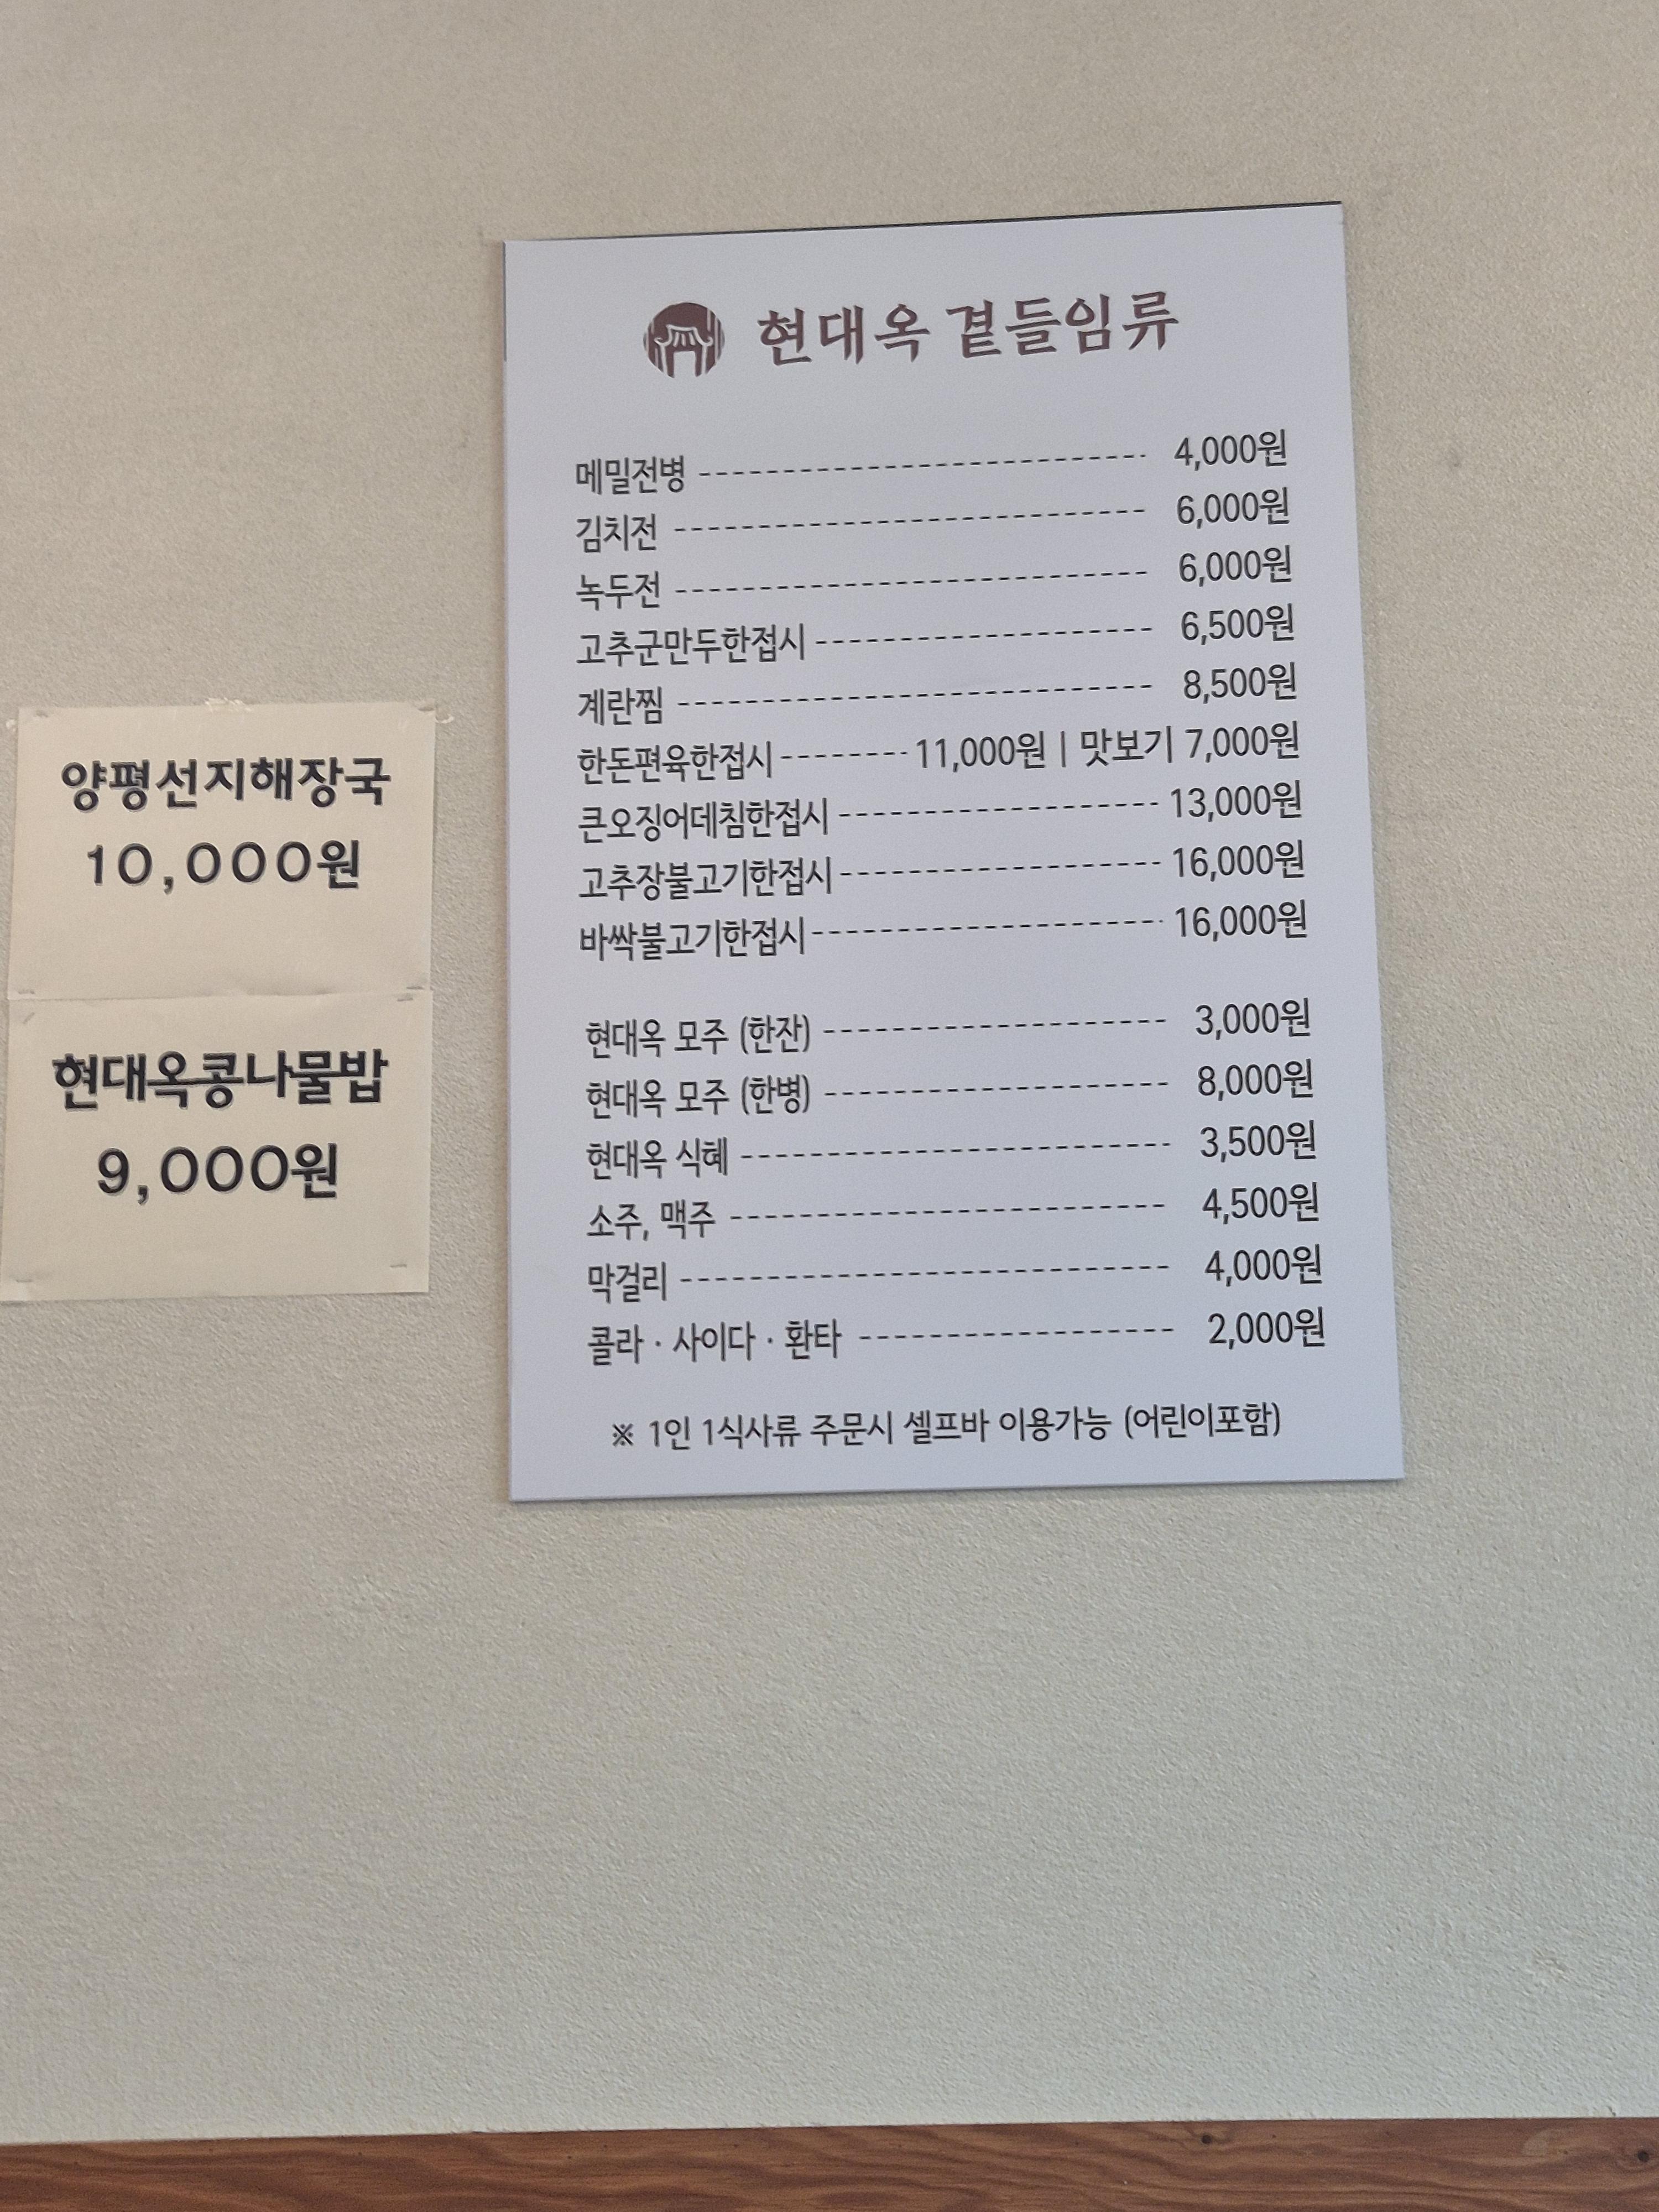 양평선지해장국
10,000원
현대옥콩나물밥
9,000원
현대옥 곁들임류
메밀전병 4,000원
김치전 6,000원
녹두전 6,000원
고추군만두한접시 6,500원
계란찜 8,500원
한돈편육한접시 11,000원 | 맛보기 7,000원
큰오징어데침한접시 13,000원
고추장불고기한접시 16,000원
바싹불고기한접시 16,000원
현대옥 모주 (한잔) 3,000원
현대옥 모주 (한병) 8,000원
현대옥 식혜 3,500원
소주, 맥주 4,500원
막걸리 4,000원
콜라 · 사이다 · 환타 2,000원
※ 1인 1식사류 주문시 셀프바 이용가능 (어린이포함)